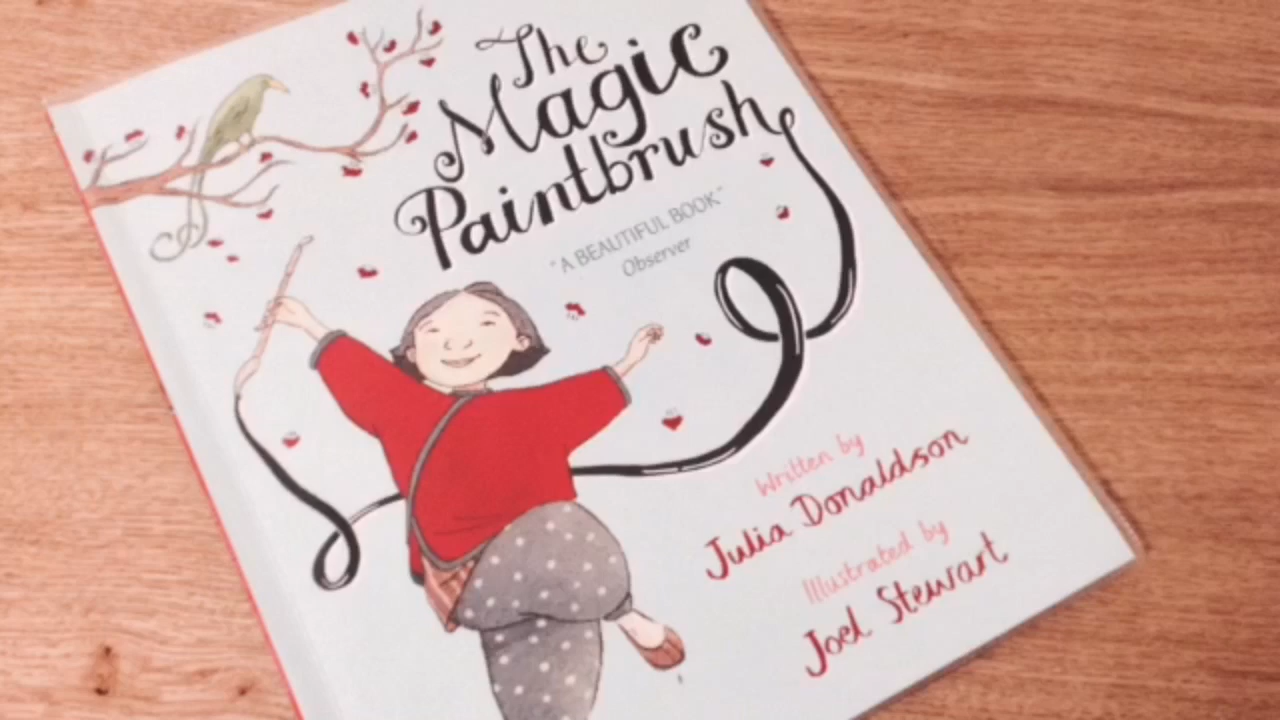 The
Magic
Paintbrush
"A BEAUTIFUL BOOK"
Observer
Written by
Julia Donaldson
Illustrated by
Joel Stewart